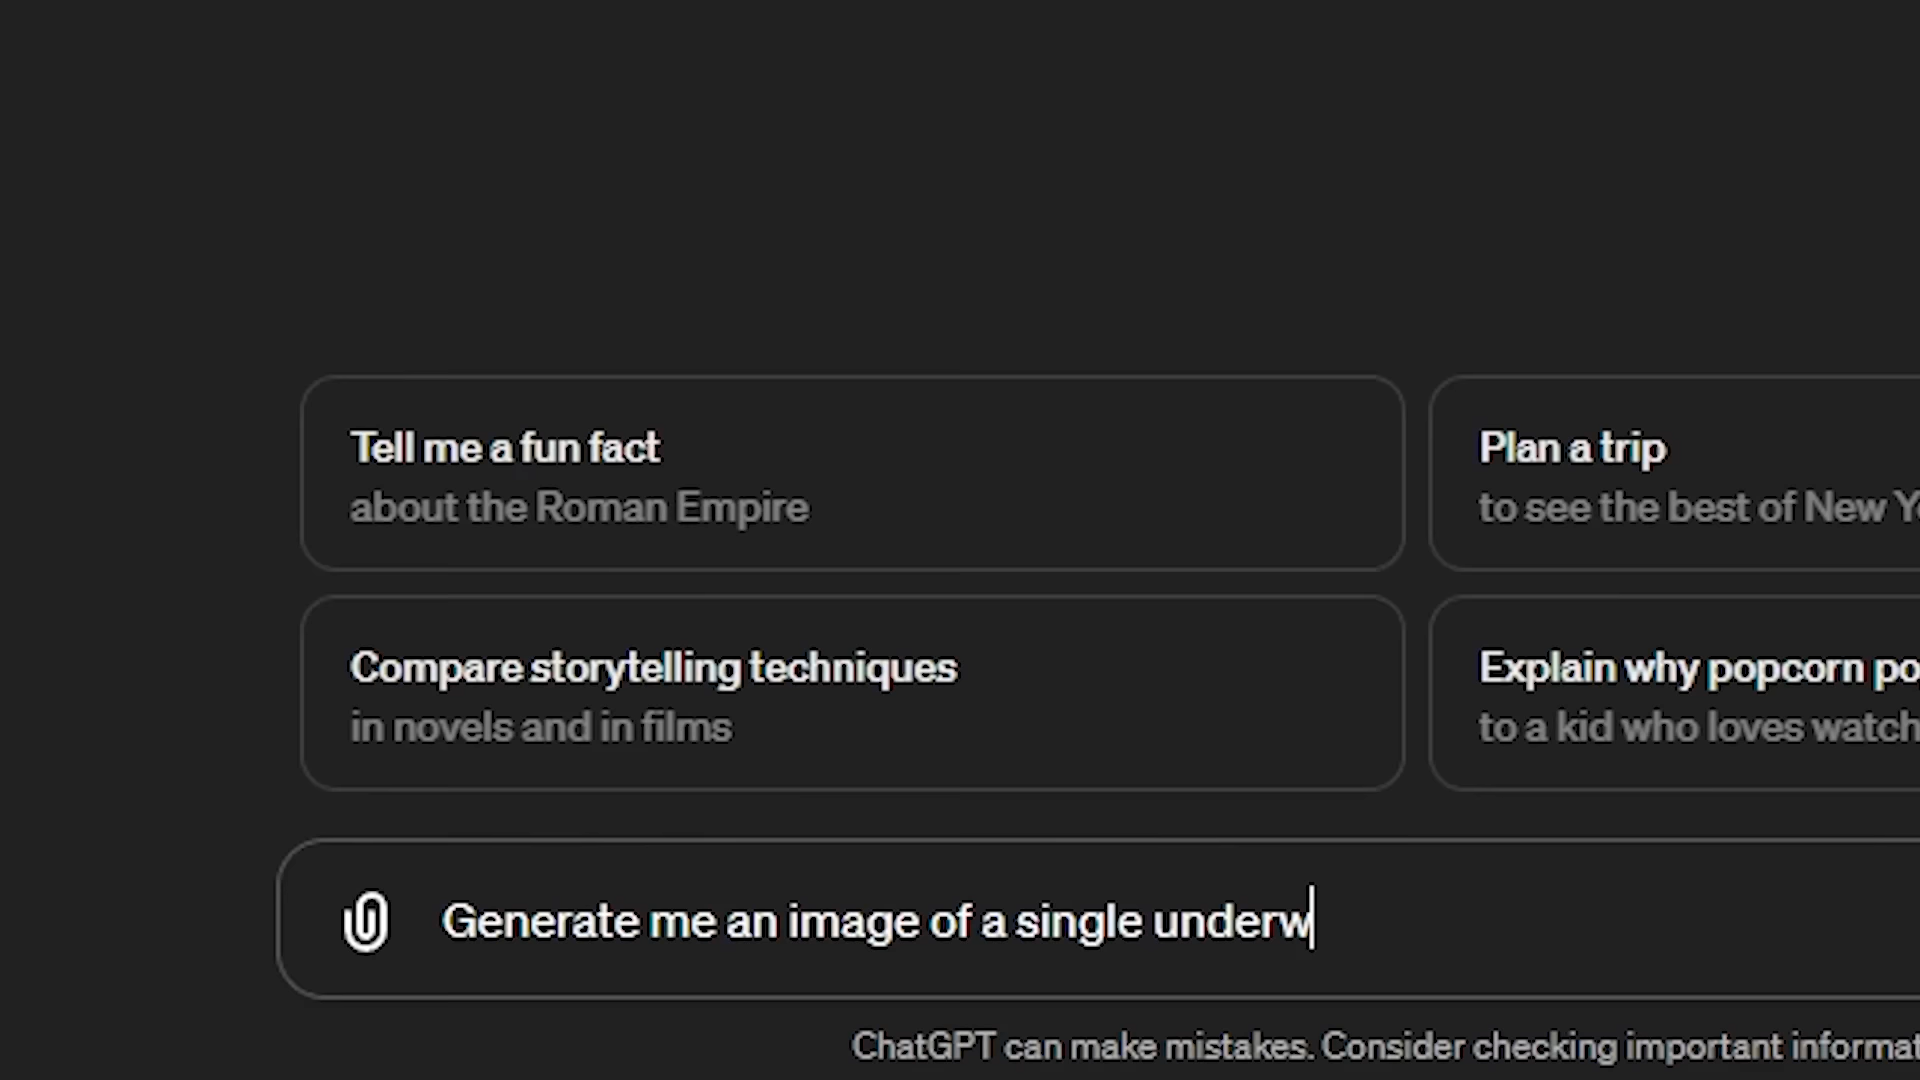 Tell me a fun fact
about the Roman Empire
Plan a trip
to see the best of New
Compare storytelling techniques
in novels and in films
Explain why popcorn
to a kid who loves
Generate me an image of a single underw
ChatGPT can make mistakes. Consider checking important